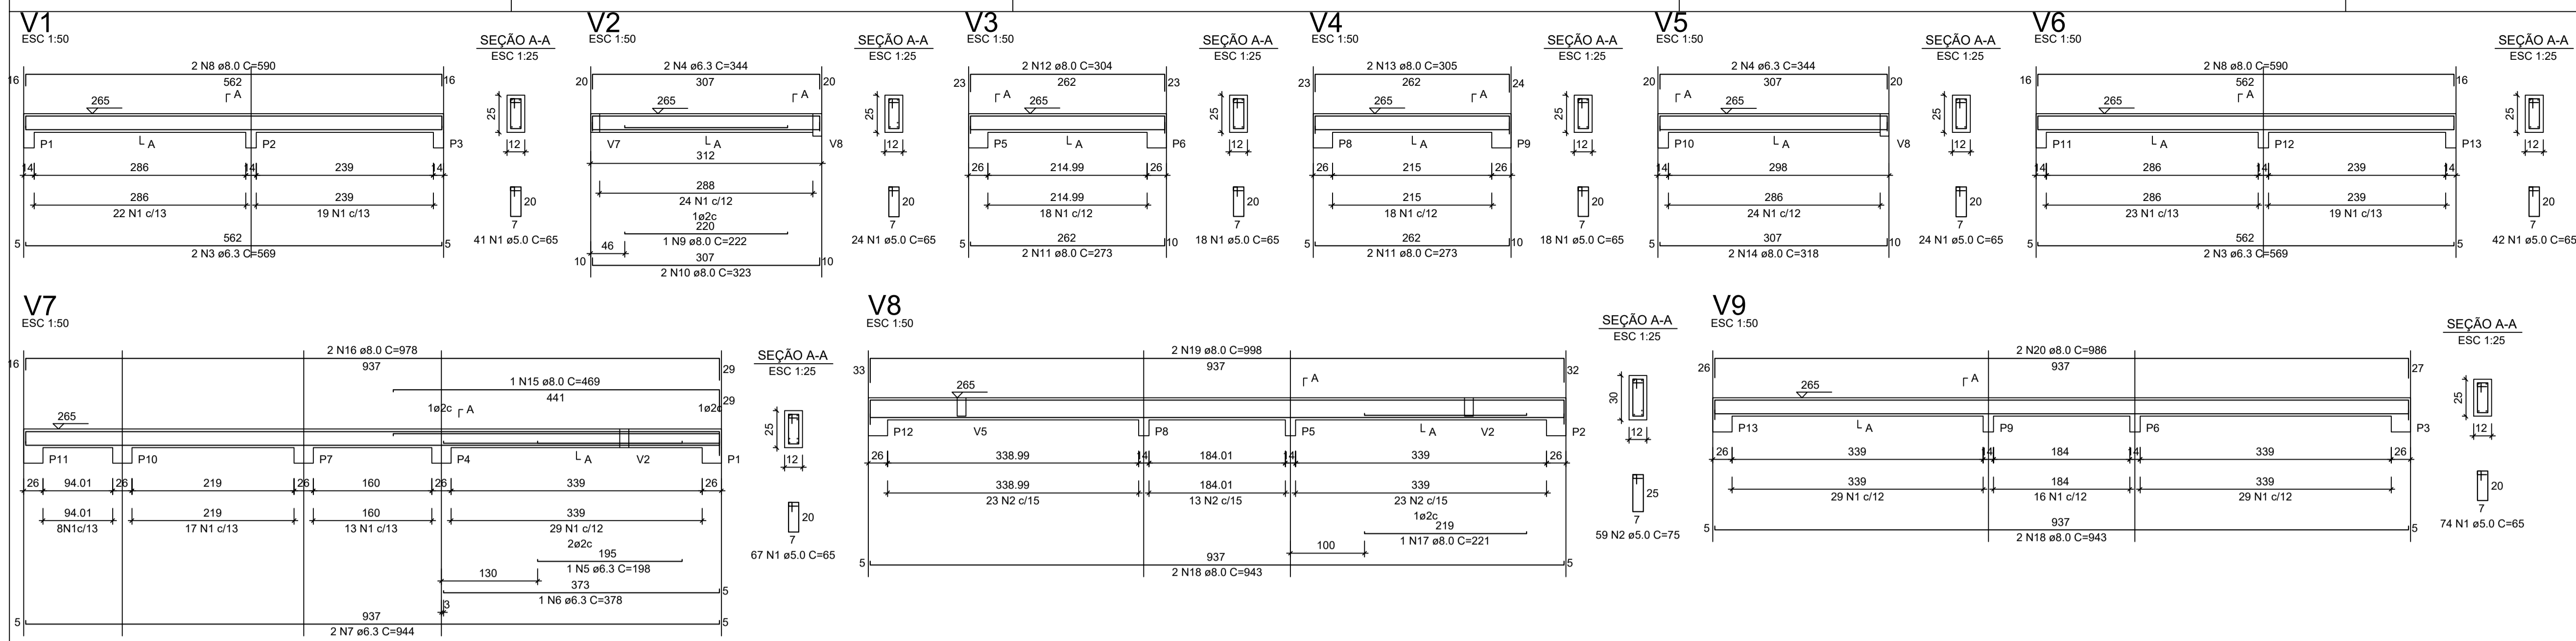 V1
ESC 1:50
SEÇÃO A-A
ESC 1:25
2 N8 ø8.0 C=590
16
562
16
A
265
25
12
P1
A
P2
P3
14
286
14
239
14
286
239
22 N1 c/13
19 N1 c/13
20
7
41 N1 ø5.0 C=65
5
562
5
2 N3 ø6.3 C=569
V2
ESC 1:50
SEÇÃO A-A
ESC 1:25
2 N4 ø6.3 C=344
20
307
20
A
265
25
12
V7
A
V8
312
288
24 N1 c/12
1ø2c
220
46
1 N9 ø8.0 C=222
20
7
24 N1 ø5.0 C=65
10
307
10
2 N10 ø8.0 C=323
V3
ESC 1:50
SEÇÃO A-A
ESC 1:25
2 N12 ø8.0 C=304
23
262
23
A
265
25
12
P5
A
P6
26
214.99
26
214.99
18 N1 c/12
20
7
18 N1 ø5.0 C=65
5
262
10
2 N11 ø8.0 C=273
V4
ESC 1:50
SEÇÃO A-A
ESC 1:25
2 N13 ø8.0 C=305
23
262
24
265
A
25
12
P8
A
P9
26
215
26
215
18 N1 c/12
20
7
18 N1 ø5.0 C=65
5
262
10
2 N11 ø8.0 C=273
V5
ESC 1:50
SEÇÃO A-A
ESC 1:25
2 N4 ø6.3 C=344
20
307
20
A
265
25
12
P10
A
V8
14
298
286
24 N1 c/12
20
7
24 N1 ø5.0 C=65
5
307
10
2 N14 ø8.0 C=318
V6
ESC 1:50
SEÇÃO A-A
ESC 1:25
2 N8 ø8.0 C=590
16
562
16
A
265
25
12
P11
A
P12
P13
14
286
14
239
14
286
239
23 N1 c/13
19 N1 c/13
20
7
42 N1 ø5.0 C=65
5
562
5
2 N3 ø6.3 C=569
V7
ESC 1:50
SEÇÃO A-A
ESC 1:25
2 N16 ø8.0 C=978
16
937
29
1 N15 ø8.0 C=469
441
29
1ø2c
A
1ø2c
265
25
12
P11
P10
P7
P4
A
V2
P1
26
94.01
26
219
26
160
26
339
26
94.01
219
160
339
8N1c/13
17 N1 c/13
13 N1 c/13
29 N1 c/12
20
7
67 N1 ø5.0 C=65
2ø2c
195
130
1 N5 ø6.3 C=198
373
5
1 N6 ø6.3 C=378
3
5
937
5
2 N7 ø6.3 C=944
V8
ESC 1:50
SEÇÃO A-A
ESC 1:25
2 N19 ø8.0 C=998
33
937
32
A
265
30
12
P12
V5
P8
P5
A
V2
P2
26
338.99
14
184.01
14
339
26
338.99
184.01
339
23 N2 c/15
13 N2 c/15
23 N2 c/15
25
7
59 N2 ø5.0 C=75
1ø2c
219
100
1 N17 ø8.0 C=221
5
937
5
2 N18 ø8.0 C=943
V9
ESC 1:50
SEÇÃO A-A
ESC 1:25
2 N20 ø8.0 C=986
26
937
27
265
A
25
12
P13
A
P9
P6
P3
26
339
14
184
14
339
26
339
184
339
29 N1 c/12
16 N1 c/12
29 N1 c/12
20
7
74 N1 ø5.0 C=65
5
937
5
2 N18 ø8.0 C=943